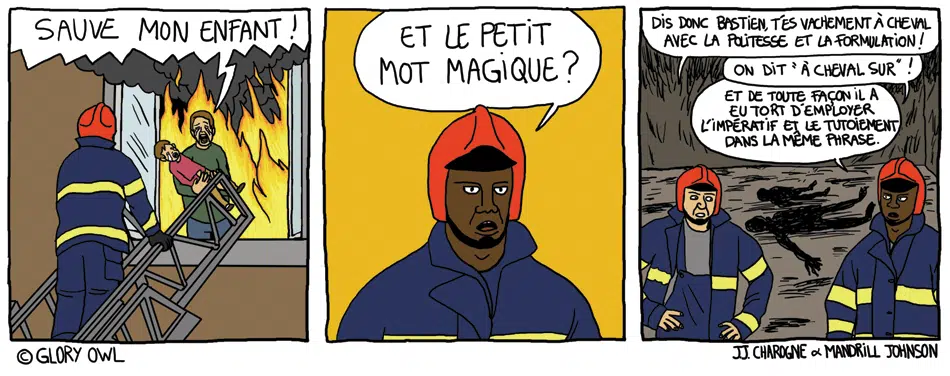 SAUVE MON ENFANT !
ET LE PETIT
MOT MAGIQUE ?
DIS DONC BASTIEN, T'ES VACHEMENT À CHEVAL
AVEC LA POLITESSE ET LA FORMULATION !
ON DIT "À CHEVAL SUR" !
ET DE TOUTE FAÇON IL A
EU TORT D'EMPLOYER
L'IMPÉRATIF ET LE TUTOIEMENT
DANS LA MÊME PHRASE.
© GLORY OWL
J.J. CHAROGNE & MANDRILL JOHNSON